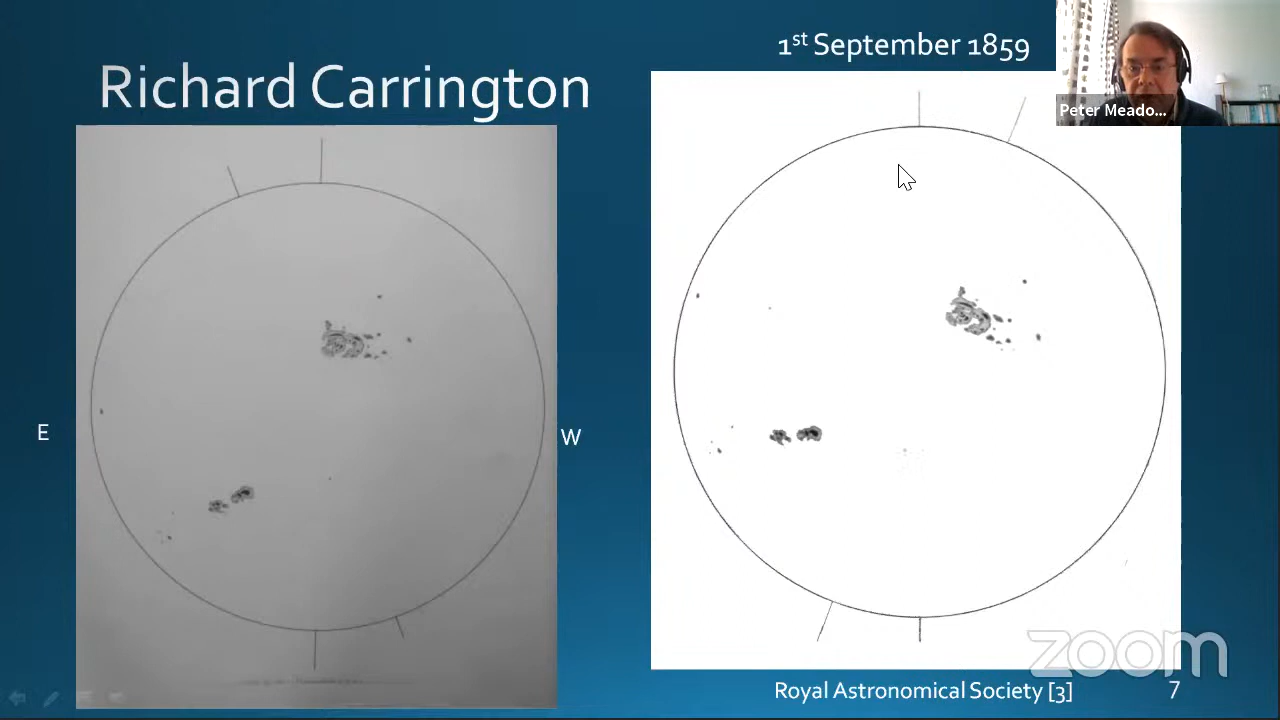 1st September 1859
Richard Carrington
Peter Meado...
E
W
zoom
Royal Astronomical Society [3]
7